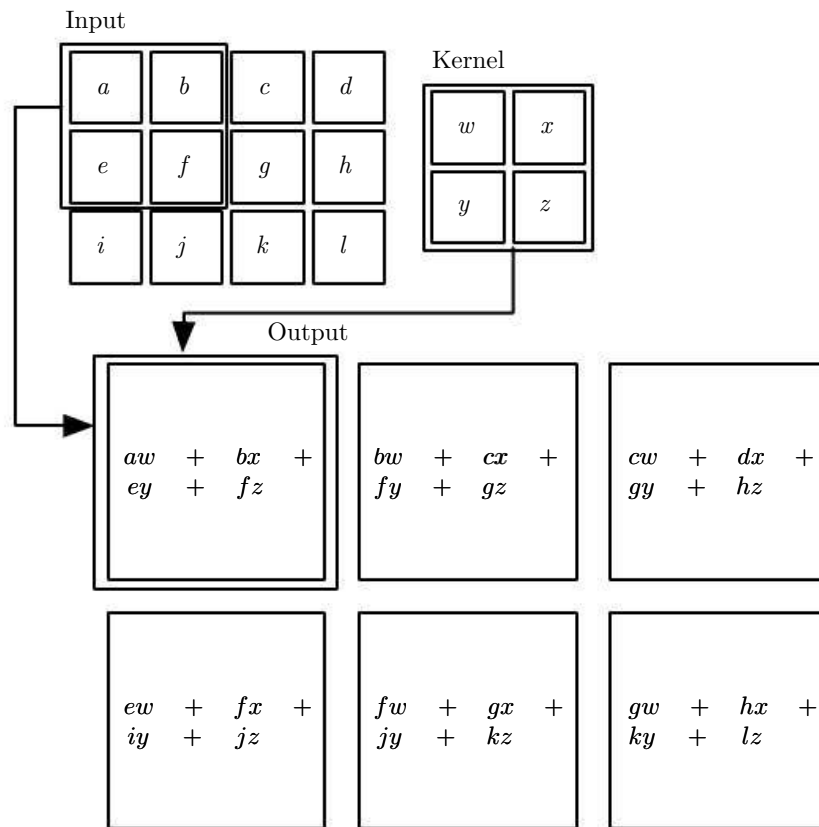 Input
Kernel
a b c d
w x
e f g h
y z
i j k l
Output
aw + bx +
ey + fz
bw + cx +
fy + gz
cw + dx +
gy + hz
ew + fx +
iy + jz
fw + gx +
jy + kz
gw + hx +
ky + lz